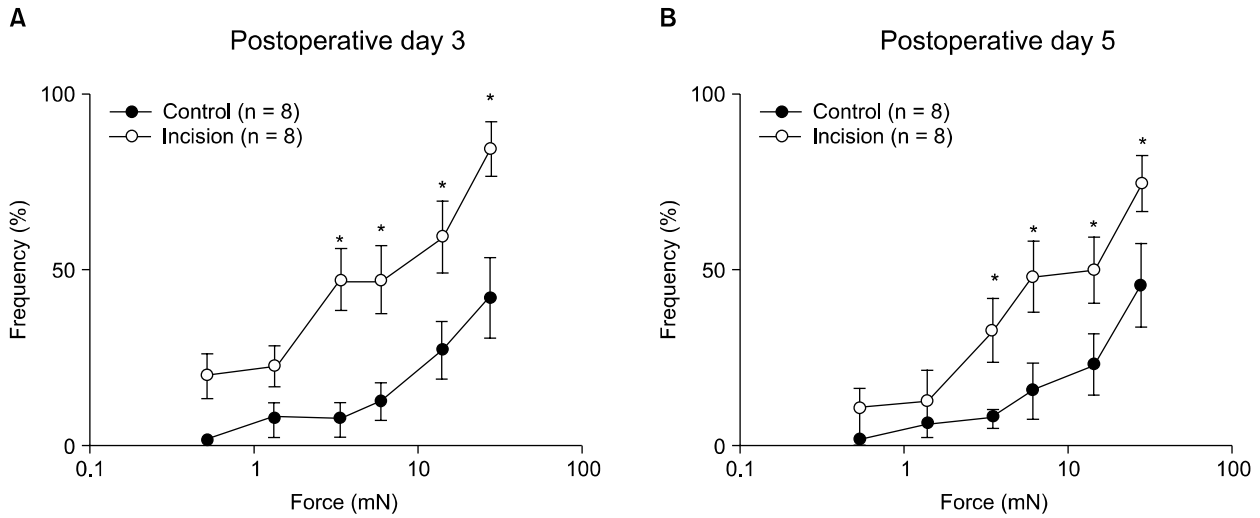 A
Postoperative day 3
100
50
0
Frequency (%)
Control (n = 8)
Incision (n = 8)
*
*
*
*
0.1 1 10 100
Force (mN)
B
Postoperative day 5
100
50
0
Frequency (%)
Control (n = 8)
Incision (n = 8)
*
*
*
*
0.1 1 10 100
Force (mN)